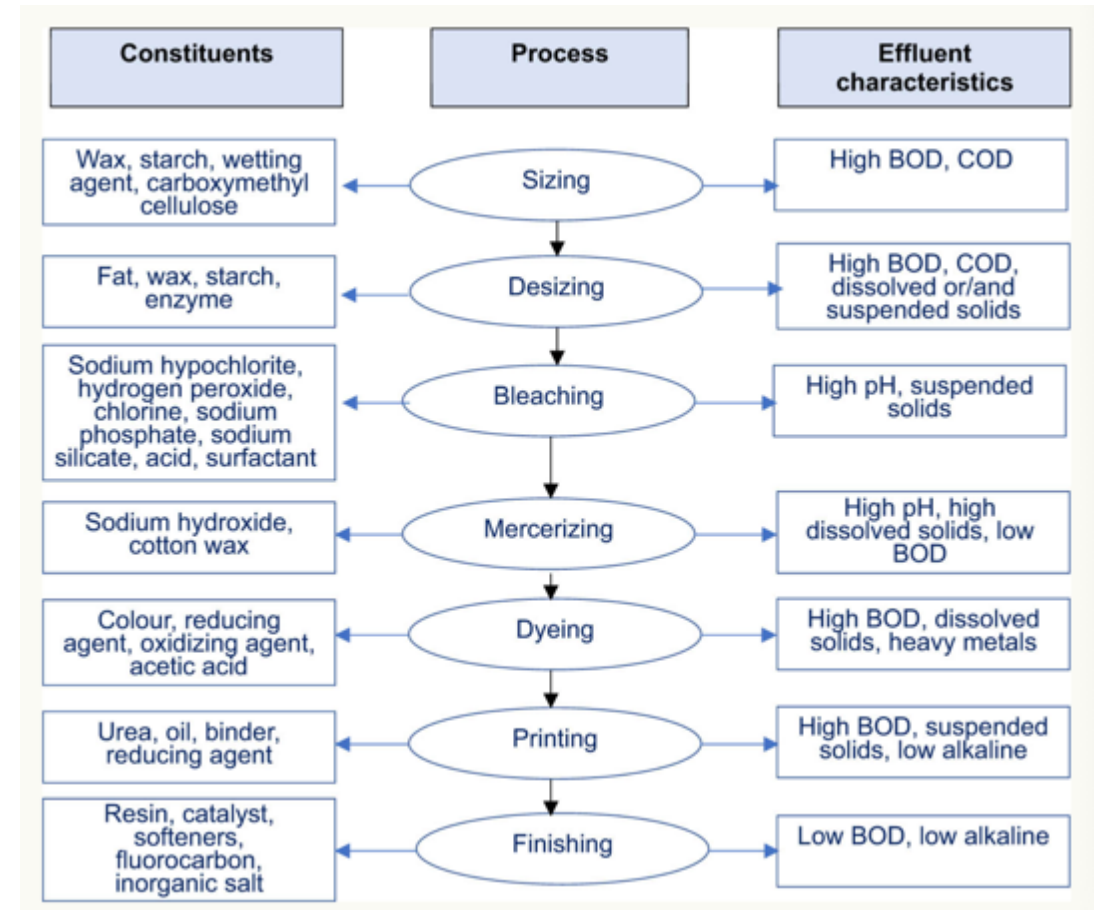 Constituents
Process
Effluent
characteristics
Wax, starch, wetting
agent, carboxymethyl
cellulose
Sizing
High BOD, COD
Fat, wax, starch,
enzyme
Desizing
High BOD, COD,
dissolved or/and
suspended solids
Sodium hypochlorite,
hydrogen peroxide,
chlorine, sodium
phosphate, sodium
silicate, acid, surfactant
Bleaching
High pH, suspended
solids
Sodium hydroxide,
cotton wax
Mercerizing
High pH, high
dissolved solids, low
BOD
Colour, reducing
agent, oxidizing agent,
acetic acid
Dyeing
High BOD, dissolved
solids, heavy metals
Urea, oil, binder,
reducing agent
Printing
High BOD, suspended
solids, low alkaline
Resin, catalyst,
softeners,
fluorocarbon,
inorganic salt
Finishing
Low BOD, low alkaline